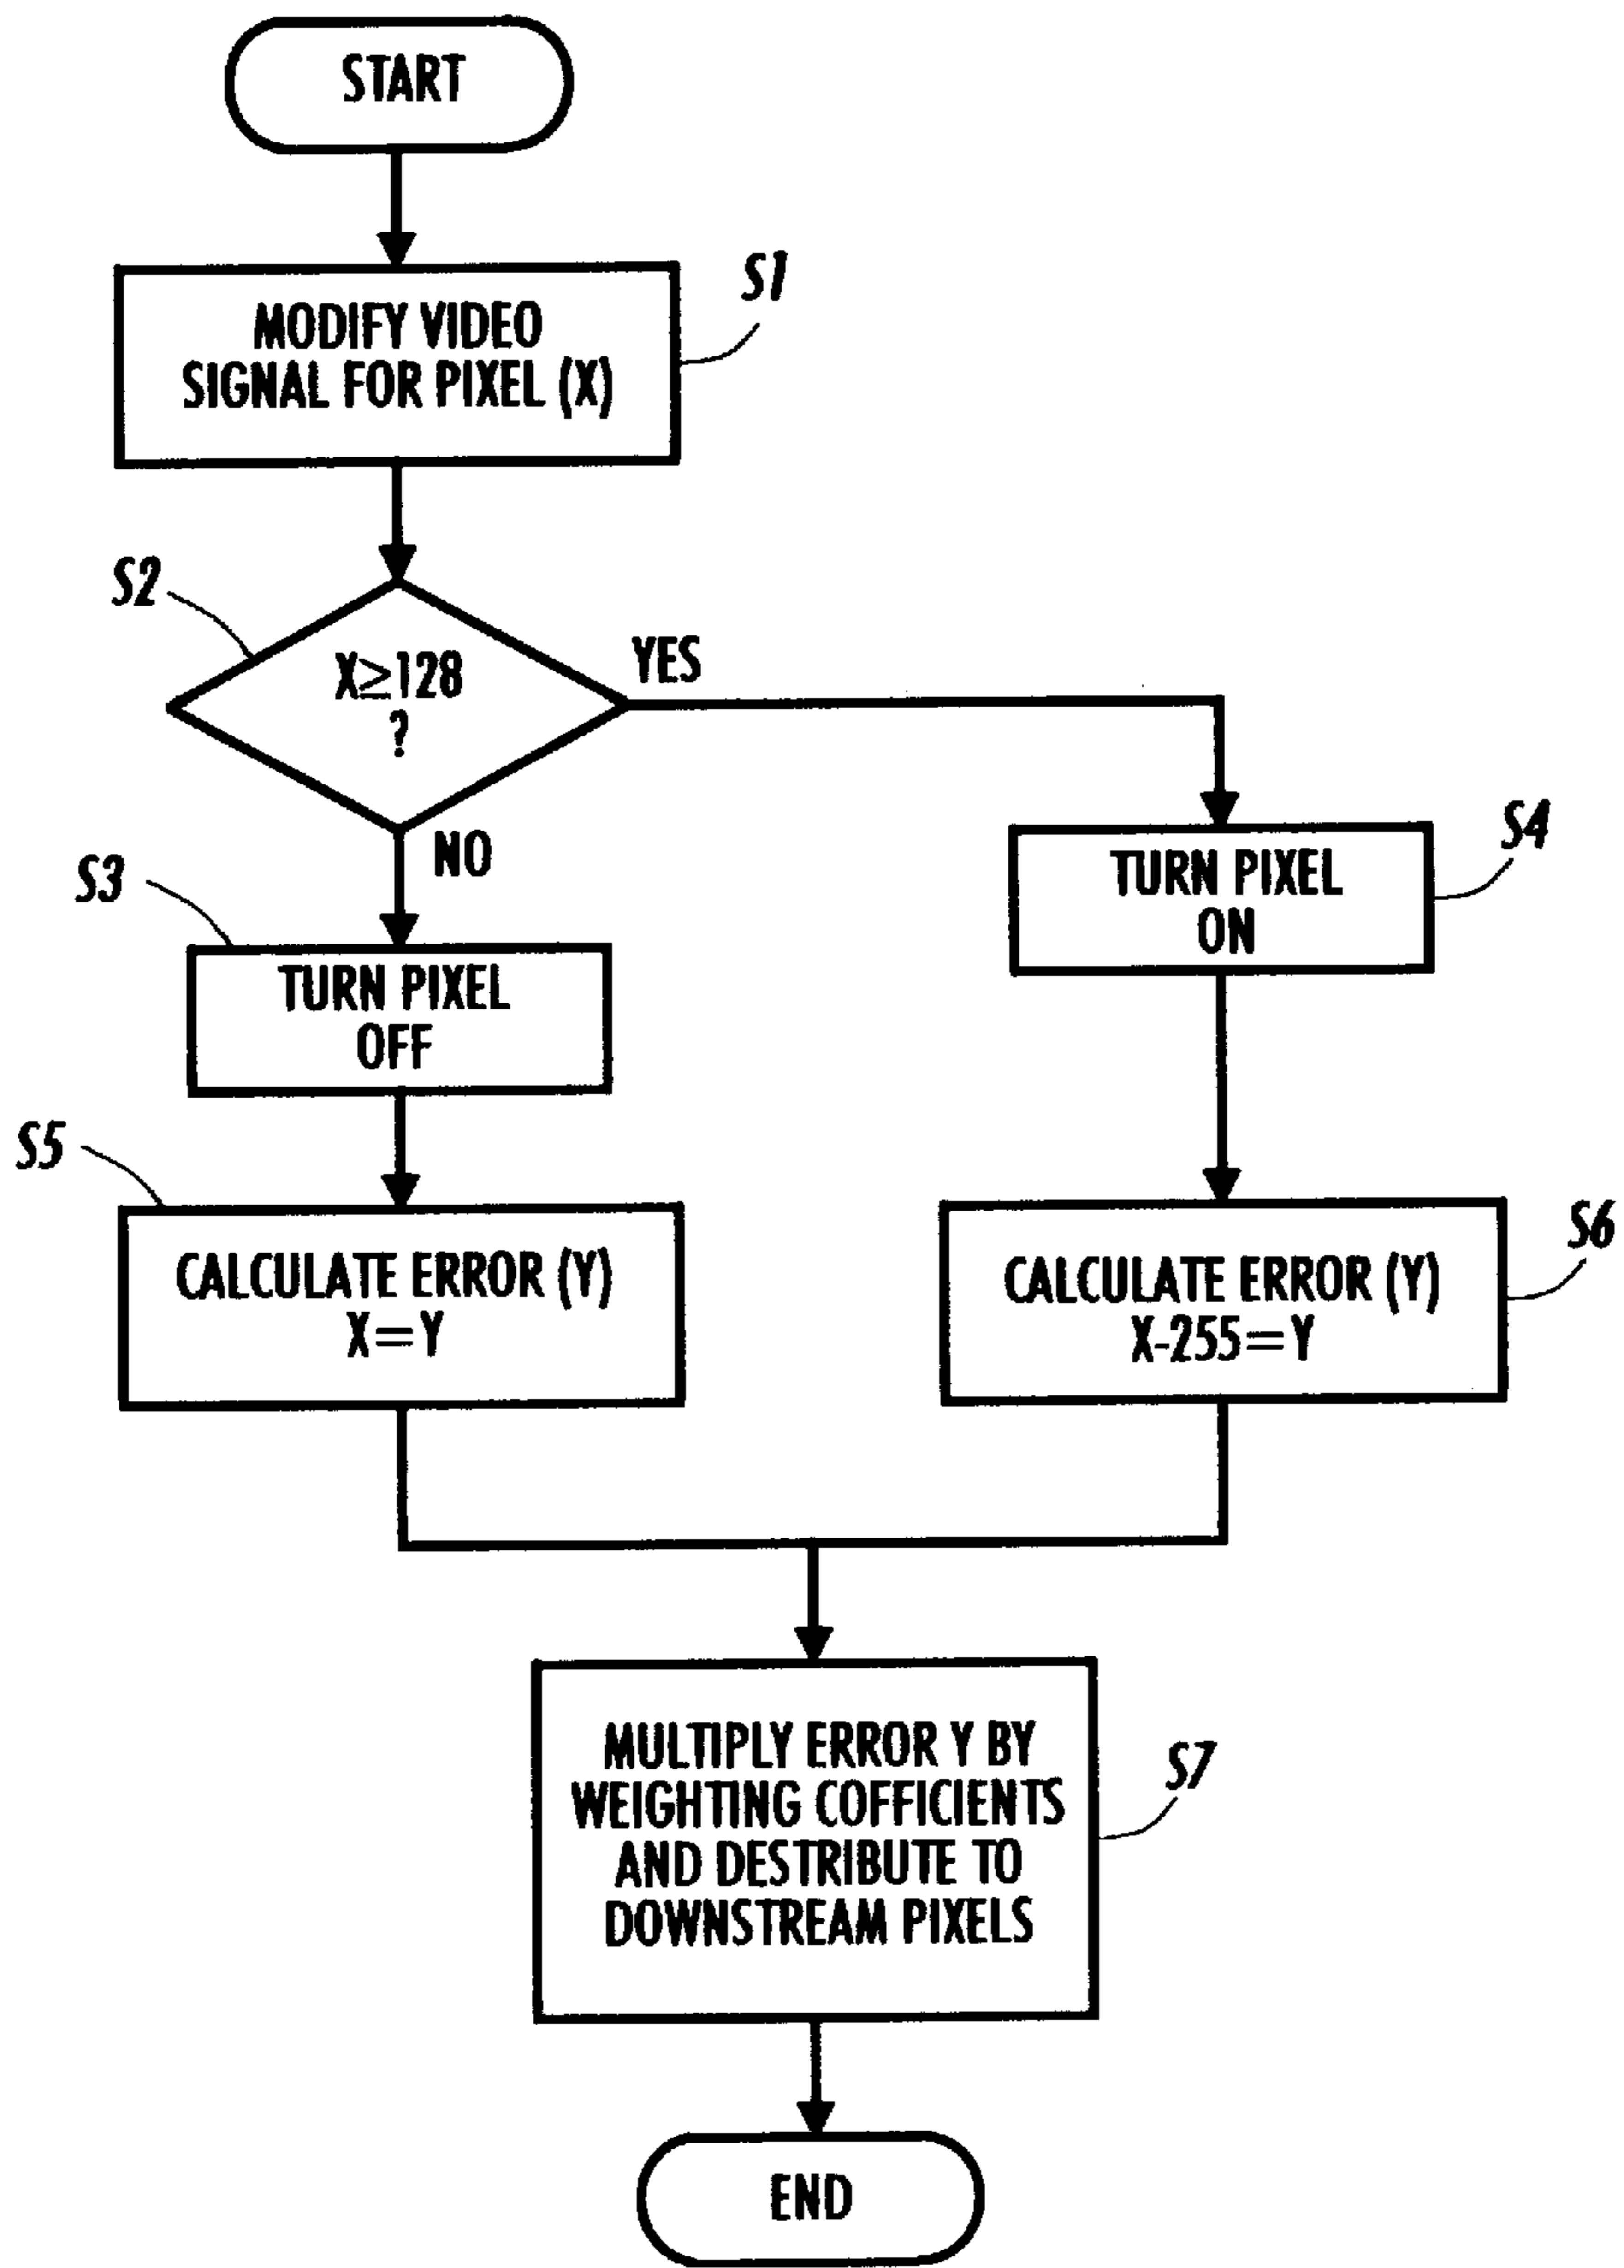 START
S1
MODIFY VIDEO
SIGNAL FOR PIXEL (X)
S2
X≥128
?
YES
NO
S3
TURN PIXEL
OFF
S4
TURN PIXEL
ON
S5
CALCULATE ERROR (Y)
X=Y
S6
CALCULATE ERROR (Y)
X-255=Y
S7
MULTIPLY ERROR Y BY
WEIGHTING COFFICIENTS
AND DESTRIBUTE TO
DOWNSTREAM PIXELS
END